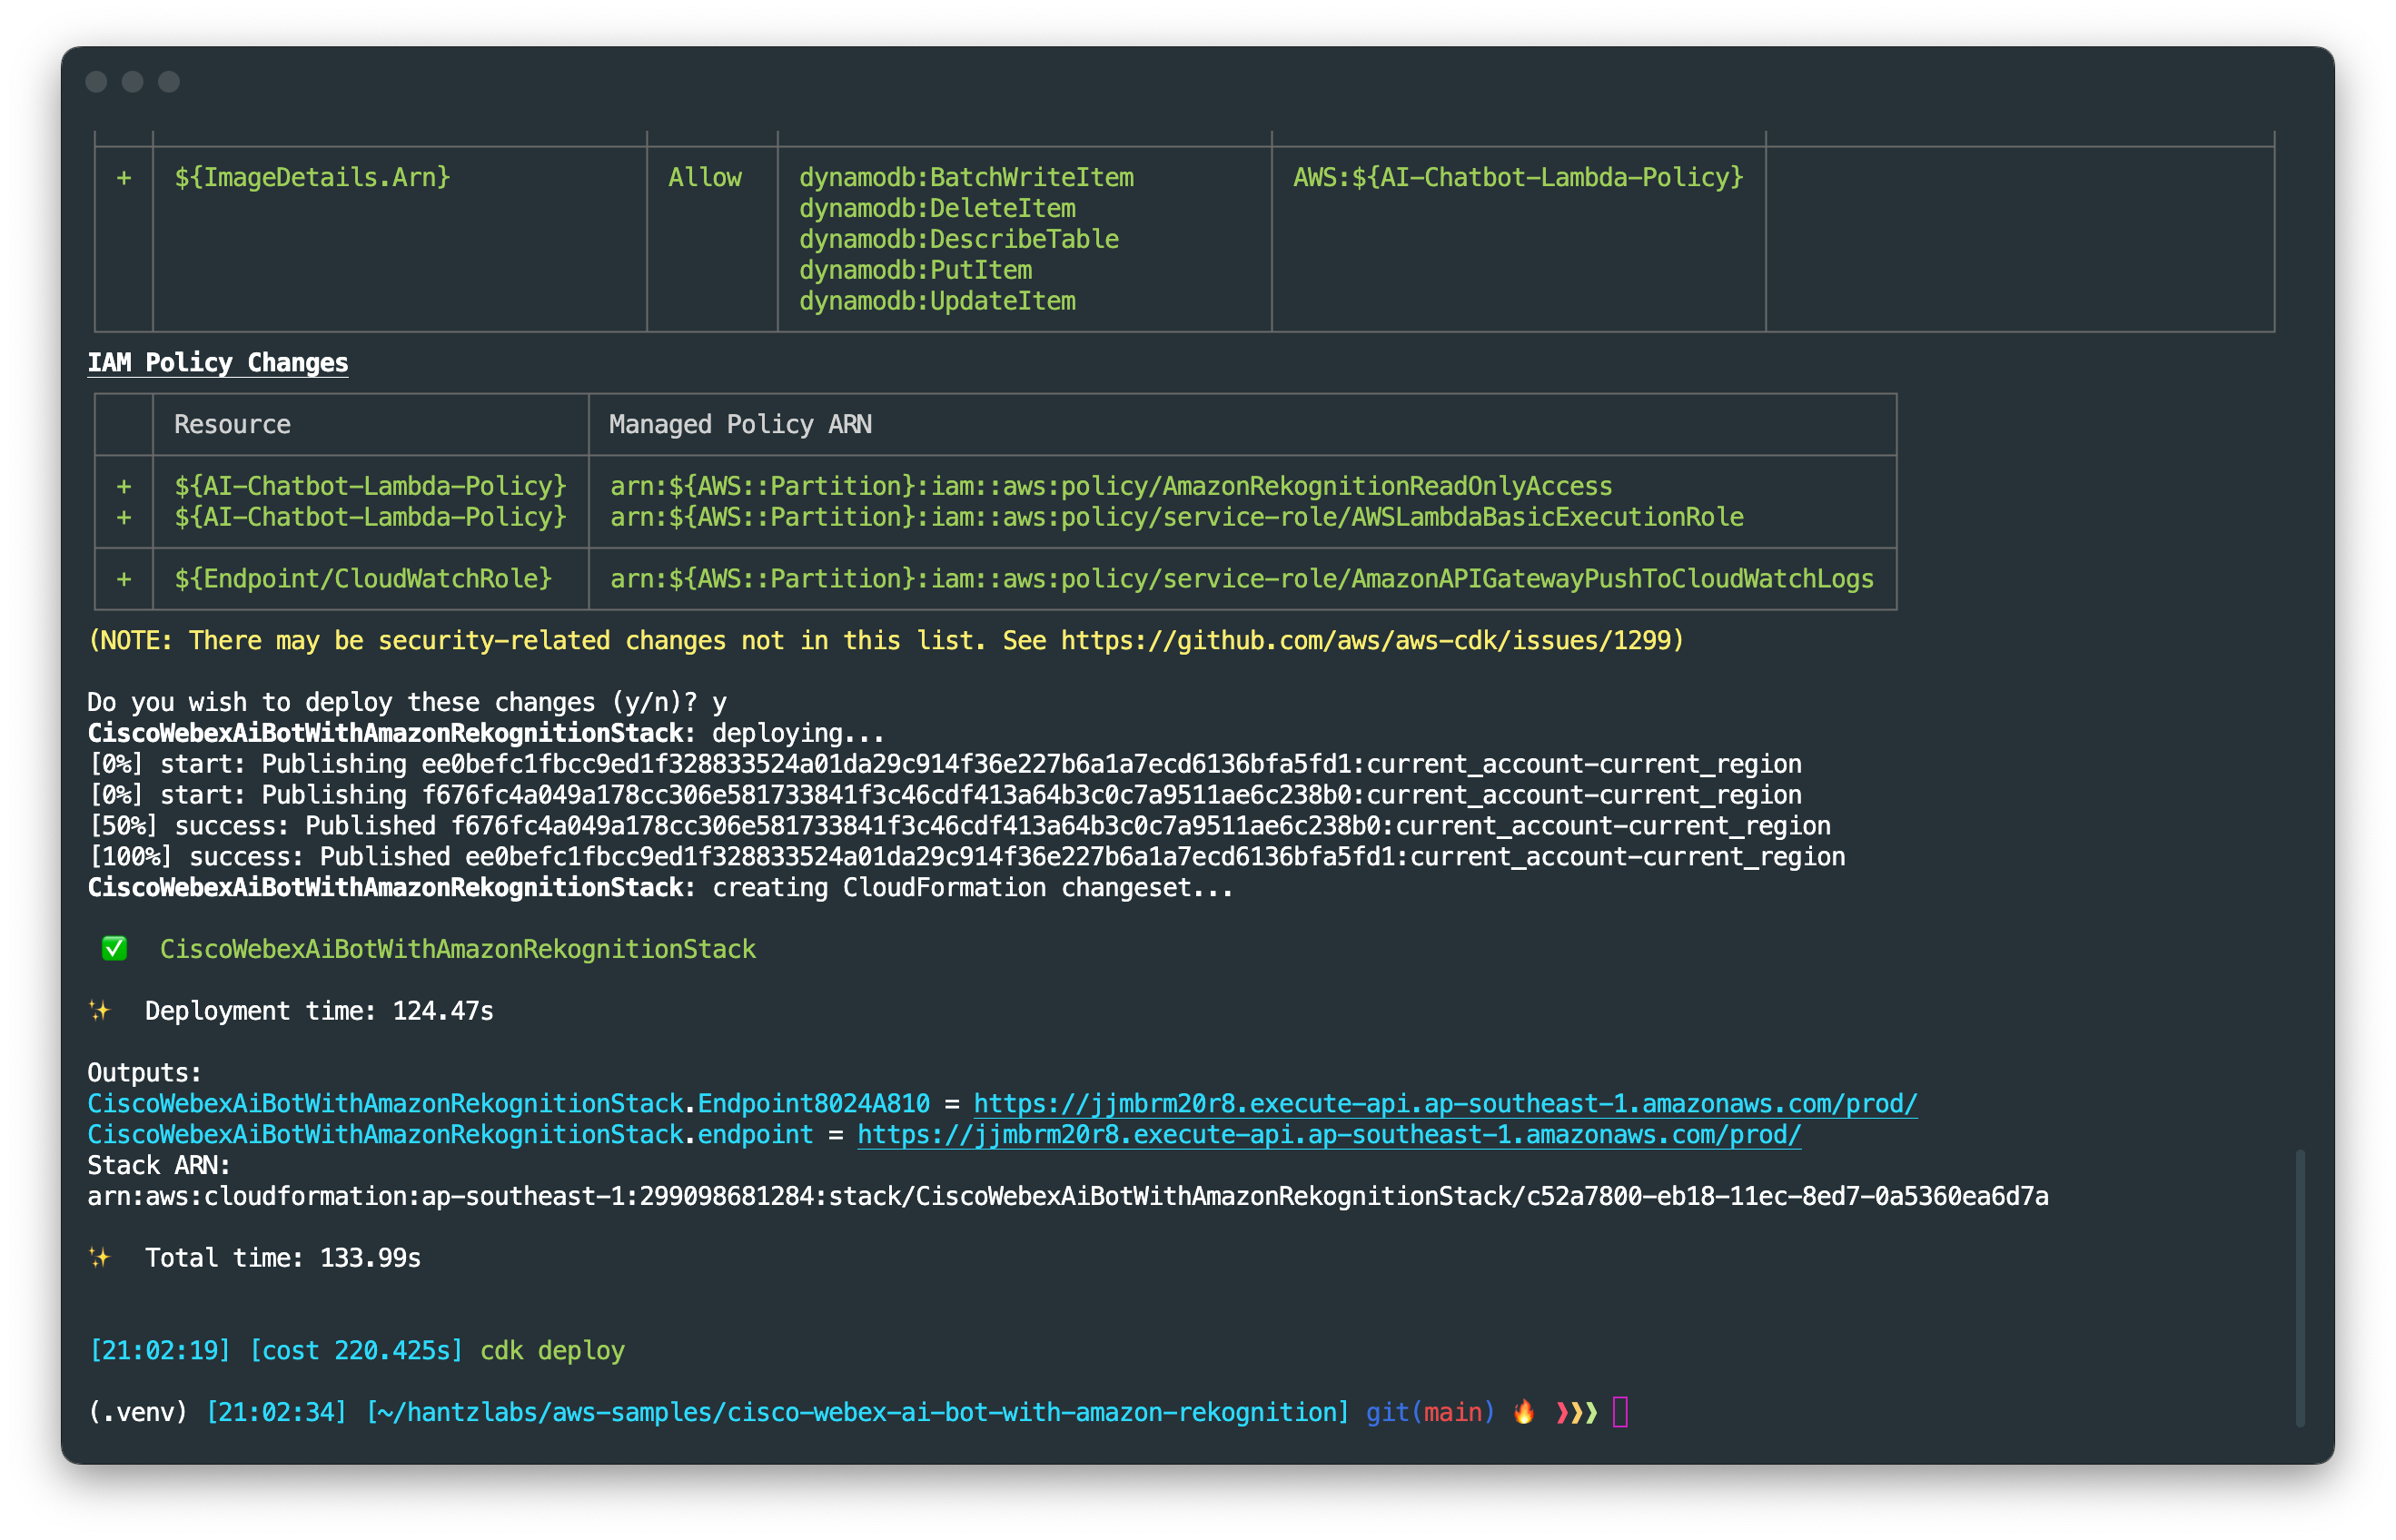 + ${ImageDetails.Arn} Allow dynamodb:BatchWriteItem AWS:${AI-Chatbot-Lambda-Policy}
dynamodb:DeleteItem
dynamodb:DescribeTable
dynamodb:PutItem
dynamodb:UpdateItem
IAM Policy Changes
Resource Managed Policy ARN
+ ${AI-Chatbot-Lambda-Policy} arn:${AWS::Partition}:iam::aws:policy/AmazonRekognitionReadOnlyAccess
+ ${AI-Chatbot-Lambda-Policy} arn:${AWS::Partition}:iam::aws:policy/service-role/AWSLambdaBasicExecutionRole
+ ${Endpoint/CloudWatchRole} arn:${AWS::Partition}:iam::aws:policy/service-role/AmazonAPIGatewayPushToCloudWatchLogs
(NOTE: There may be security-related changes not in this list. See https://github.com/aws/aws-cdk/issues/1299)
Do you wish to deploy these changes (y/n)? y
CiscoWebexAiBotWithAmazonRekognitionStack: deploying...
[0%] start: Publishing ee0befc1fbcc9ed1f328833524a01da29c914f36e227b6a1a7ecd6136bfa5fd1:current_account-current_region
[0%] start: Publishing f676fc4a049a178cc306e581733841f3c46cdf413a64b3c0c7a9511ae6c238b0:current_account-current_region
[50%] success: Published f676fc4a049a178cc306e581733841f3c46cdf413a64b3c0c7a9511ae6c238b0:current_account-current_region
[100%] success: Published ee0befc1fbcc9ed1f328833524a01da29c914f36e227b6a1a7ecd6136bfa5fd1:current_account-current_region
CiscoWebexAiBotWithAmazonRekognitionStack: creating CloudFormation changeset...
✅ CiscoWebexAiBotWithAmazonRekognitionStack
✨ Deployment time: 124.47s
Outputs:
CiscoWebexAiBotWithAmazonRekognitionStack.Endpoint8024A810 = https://jjmbrm20r8.execute-api.ap-southeast-1.amazonaws.com/prod/
CiscoWebexAiBotWithAmazonRekognitionStack.endpoint = https://jjmbrm20r8.execute-api.ap-southeast-1.amazonaws.com/prod/
Stack ARN:
arn:aws:cloudformation:ap-southeast-1:299098681284:stack/CiscoWebexAiBotWithAmazonRekognitionStack/c52a7800-eb18-11ec-8ed7-0a5360ea6d7a
✨ Total time: 133.99s
[21:02:19] [cost 220.425s] cdk deploy
(.venv) [21:02:34] [~/hantzlabs/aws-samples/cisco-webex-ai-bot-with-amazon-rekognition] git(main) 🔥 ❯❯❯